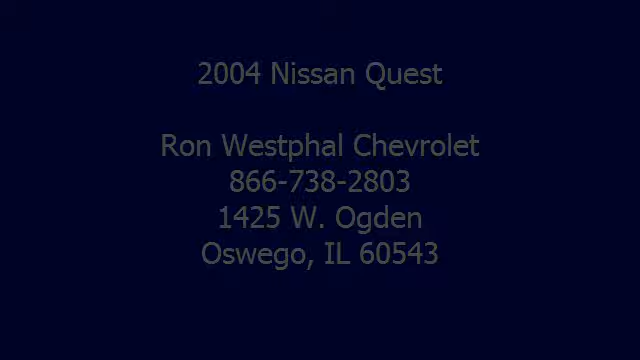 2004 Nissan Quest
Ron Westphal Chevrolet
866-738-2803
1425 W. Ogden
Oswego, IL 60543